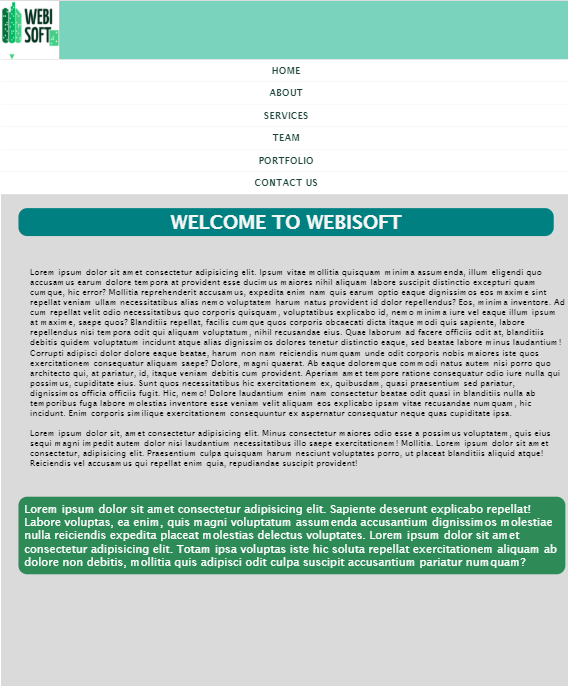 WEBI
SOFT
HOME
ABOUT
SERVICES
TEAM
PORTFOLIO
CONTACT US
WELCOME TO WEBISOFT
Lorem ipsum dolor sit amet consectetur adipisicing elit. Ipsum vitae mollitia quisquam minima assumenda, illum eligendi quo
accusamus earum dolore tempora at provident esse ducimus maiores nihil aliquam labore suscipit distinctio excepturi quam
cumque, hic error? Mollitia reprehenderit accusamus, expedita enim nam quis earum optio eaque dignissimos eos maxime sint
repellat veniam ullam necessitatibus alias nemo voluptatem harum natus provident id dolor repellendus? Eos, minima inventore. Ad
cum repellat velit odio necessitatibus quo corporis quisquam, voluptatibus explicabo id, nemo minima iure vel eaque illum ipsum
at maxime, saepe quos? Blanditiis repellat, facilis cumque quos corporis obcaecati dicta itaque modi quis sapiente, labore
repellendus nisi tempora odit qui aliquam voluptatum, nihil recusandae eius. Quae laborum ad facere officiis odit at, blanditiis
debitis quidem voluptatum incidunt atque alias dignissimos dolores tenetur distinctio eaque, sed beatae labore minus laudantium!
Corrupti adipisci dolor dolore eaque beatae, harum non nam reiciendis numquam unde odit corporis nobis maiores iste quos
exercitationem consequatur aliquam saepe? Dolore, magni quaerat. Ab eaque doloremque commodi natus autem nisi porro quo
architecto qui, at pariatur, id, itaque veniam debitis cum provident. Aperiam amet tempore ratione consequatur odio iure nulla qui
possimus, cupiditate eius. Sunt quos necessitatibus hic exercitationem ex, quibusdam, quasi praesentium sed pariatur,
dignissimos officia officiis fugit. Hic, nemo! Dolore laudantium enim nam consectetur beatae odit quasi in blanditiis nulla ab
temporibus fuga labore molestias inventore esse veniam velit aliquam eos explicabo ipsam vitae recusandae numquam, hic
incidunt. Enim corporis similique exercitationem consequuntur ex aspernatur consequatur neque quas cupiditate ipsa.
Lorem ipsum dolor sit amet, consectetur adipisicing elit. Minus consectetur maiores odio esse a possimus voluptatem, quis eius
sequi magni impedit autem dolor nisi laudantium necessitatibus illo saepe exercitationem! Mollitia. Lorem ipsum dolor sit amet
consectetur, adipisicing elit. Praesentium culpa quisquam harum nesciunt voluptates porro, ut placeat blanditiis aliquid atque!
Reiciendis vel accusamus qui repellat enim quia, repudiandae suscipit provident!
Lorem ipsum dolor sit amet consectetur adipisicing elit. Sapiente deserunt explicabo repellat!
Labore voluptas, ea enim, quis magni voluptatum assumenda accusantium dignissimos molestiae
nulla reiciendis expedita placeat molestias delectus voluptates. Lorem ipsum dolor sit amet
consectetur adipisicing elit. Totam ipsa voluptas iste hic soluta repellat exercitationem aliquam ab
dolore non debitis, mollitia quis adipisci odit culpa suscipit accusantium pariatur numquam?